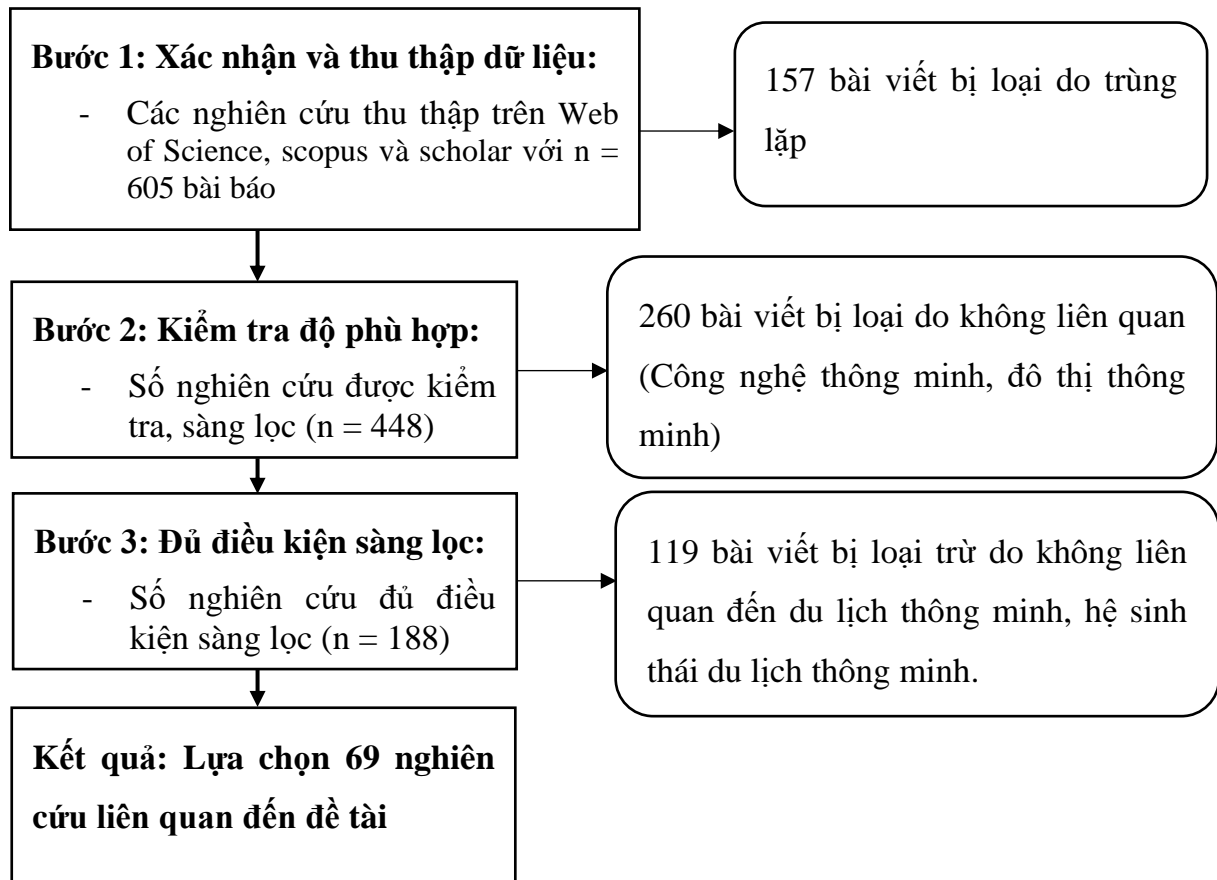 Bước 1: Xác nhận và thu thập dữ liệu:
- Các nghiên cứu thu thập trên Web
of Science, scopus và scholar với n =
605 bài báo
157 bài viết bị loại do trùng
lặp
Bước 2: Kiểm tra độ phù hợp:
- Số nghiên cứu được kiểm
tra, sàng lọc (n = 448)
260 bài viết bị loại do không liên quan
(Công nghệ thông minh, đô thị thông
minh)
Bước 3: Đủ điều kiện sàng lọc:
- Số nghiên cứu đủ điều
kiện sàng lọc (n = 188)
119 bài viết bị loại trừ do không liên
quan đến du lịch thông minh, hệ sinh
thái du lịch thông minh.
Kết quả: Lựa chọn 69 nghiên
cứu liên quan đến đề tài